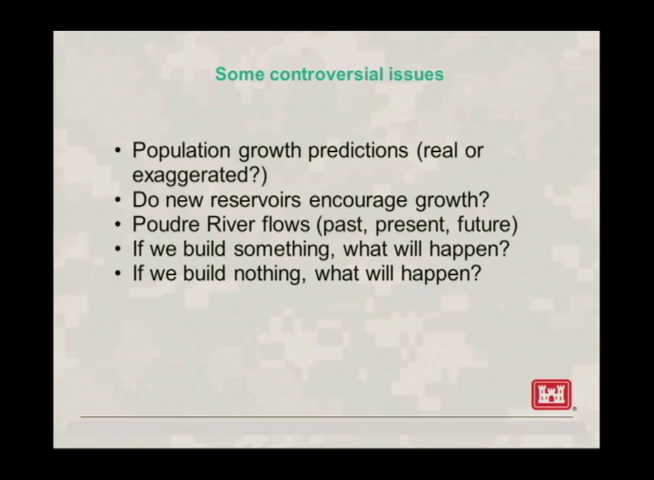 Some controversial issues
• Population growth predictions (real or
exaggerated?)
• Do new reservoirs encourage growth?
• Poudre River flows (past, present, future)
• If we build something, what will happen?
• If we build nothing, what will happen?
®